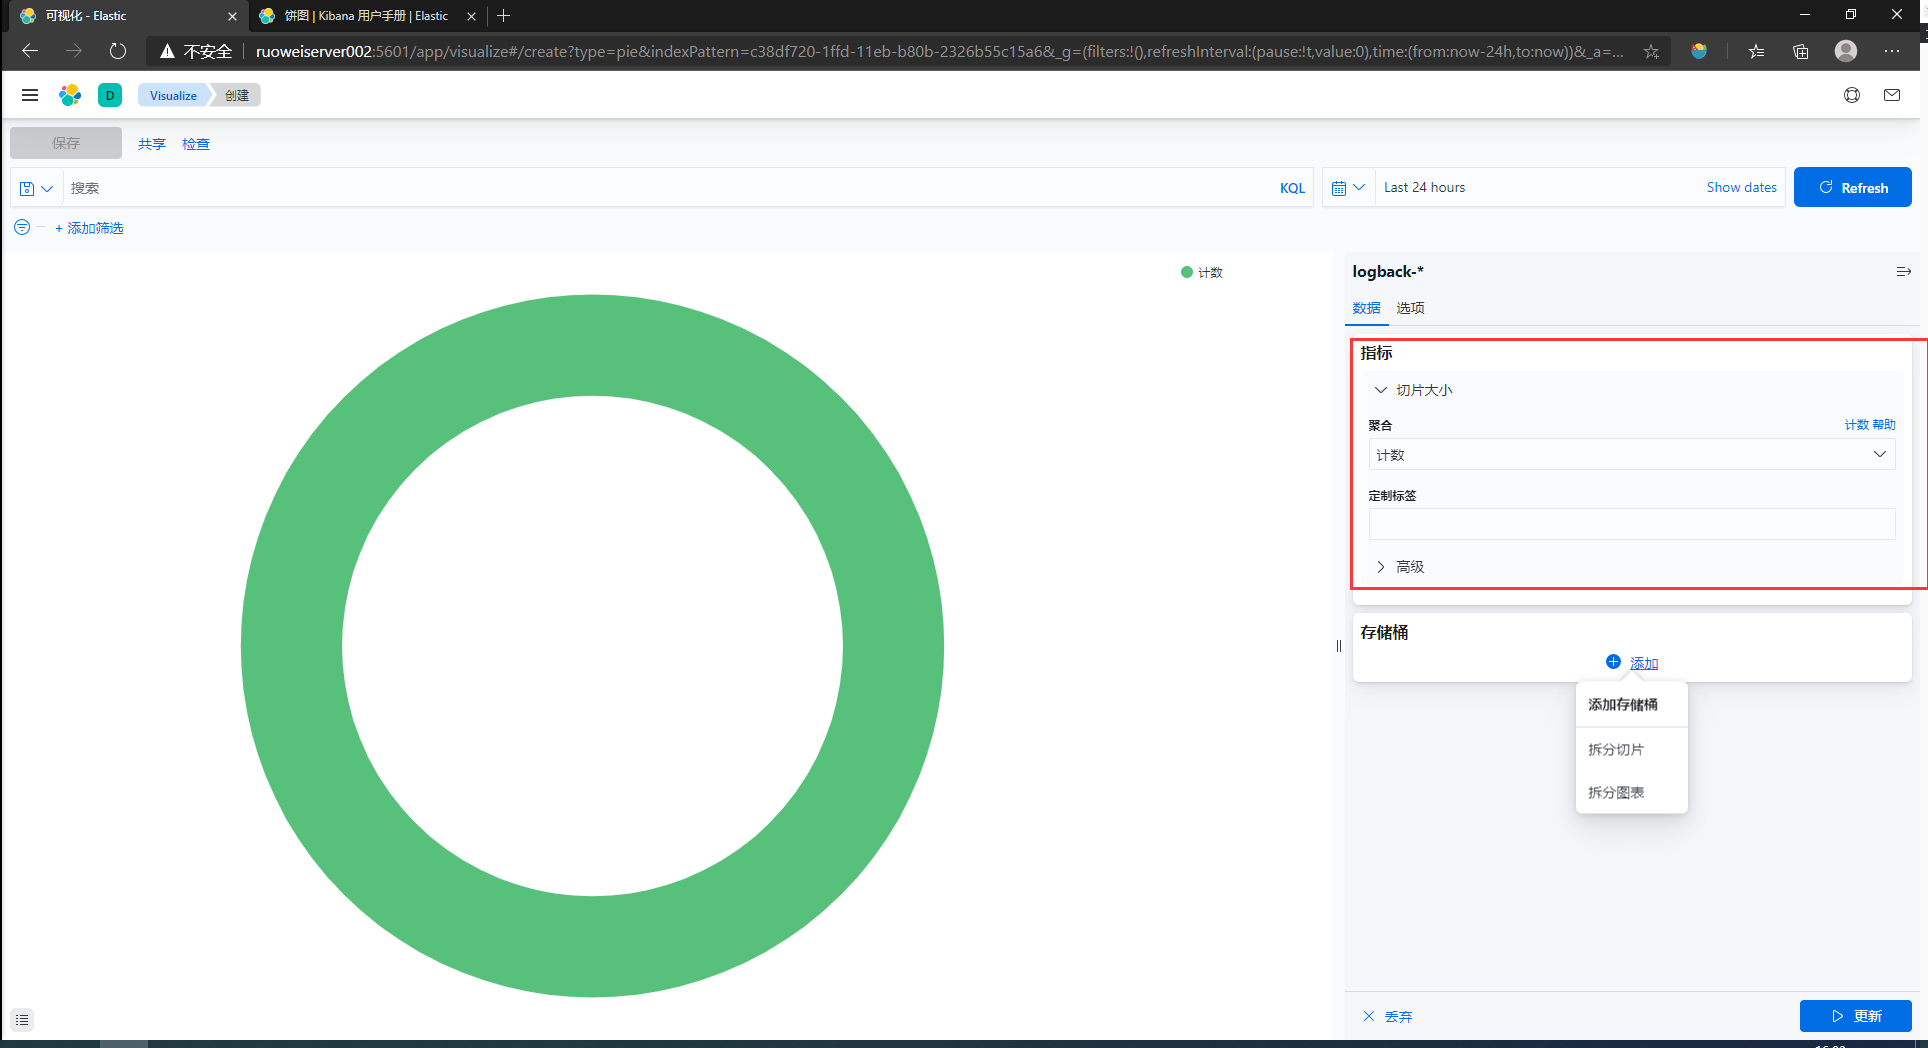 可视化 - Elastic
饼图 | Kibana 用户手册 | Elastic
不安全
ruoweiserver002:5601/app/visualize#/create?type=pie&indexPattern=c38df720-1ffd-11eb-b80b-2326b55c15a6&_g=(filters:!(),refreshInterval:(pause:!t,value:0),time:(from:now-24h,to:now))&_a=...
D
Visualize
创建
保存
共享
检查
搜索
KQL
Last 24 hours
Show dates
Refresh
+ 添加筛选
计数
logback-*
数据
选项
指标
切片大小
聚合
计数 帮助
计数
定制标签
高级
存储桶
添加
添加存储桶
拆分切片
拆分图表
丢弃
更新